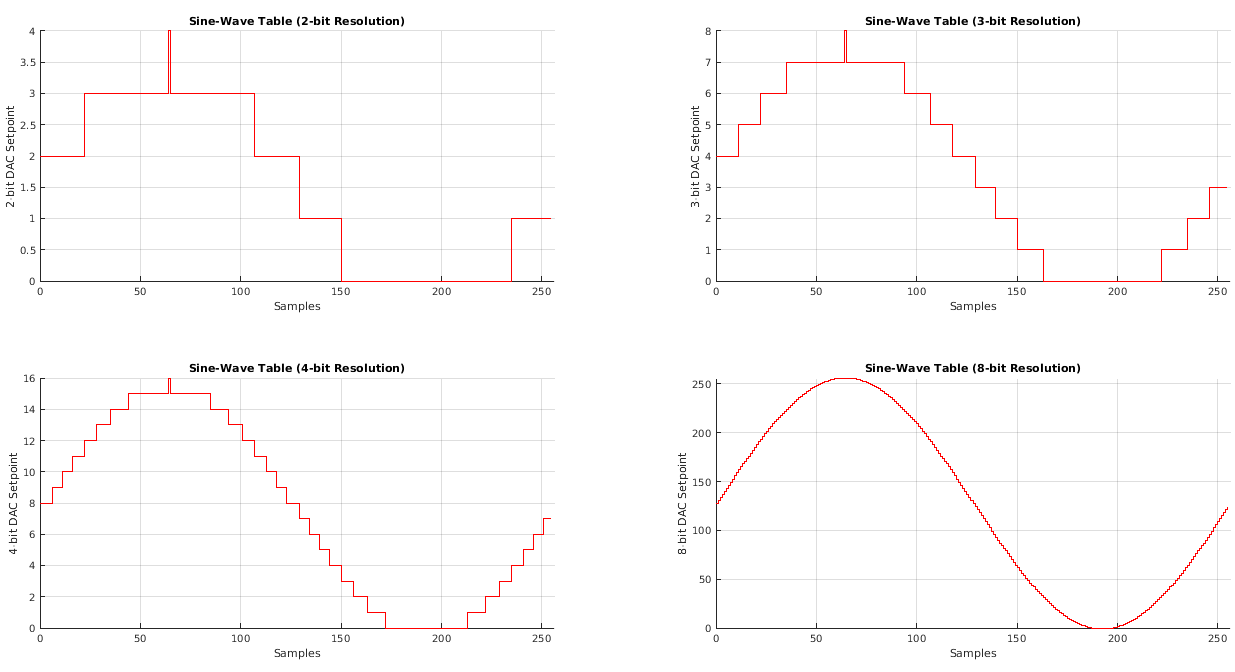 Sine-Wave Table (2-bit Resolution)
4
3.5
3
2.5
2
1.5
1
0.5
0
2-bit DAC Setpoint
0 50 100 150 200 250
Samples
Sine-Wave Table (3-bit Resolution)
8
7
6
5
4
3
2
1
0
3-bit DAC Setpoint
0 50 100 150 200 250
Samples
Sine-Wave Table (4-bit Resolution)
16
14
12
10
8
6
4
2
0
4-bit DAC Setpoint
0 50 100 150 200 250
Samples
Sine-Wave Table (8-bit Resolution)
250
200
150
100
50
0
8-bit DAC Setpoint
0 50 100 150 200 250
Samples